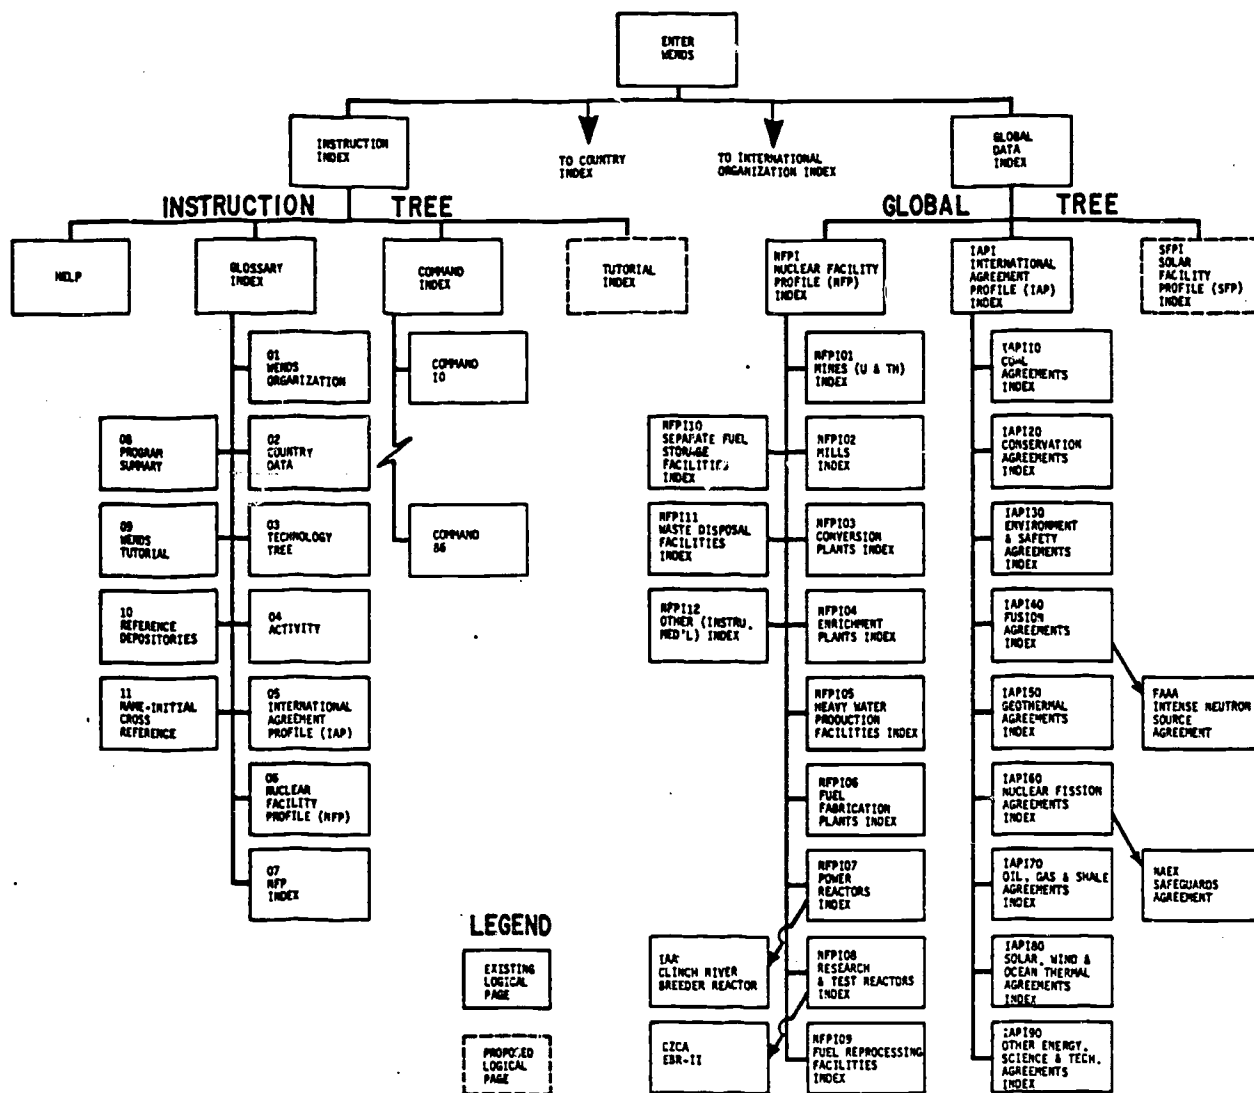 ENTER
WENDS
INSTRUCTION
INDEX
TO COUNTRY
INDEX
TO INTERNATIONAL
ORGANIZATION INDEX
GLOBAL
DATA
INDEX
INSTRUCTION TREE
GLOBAL TREE
HELP
GLOSSARY
INDEX
COMMAND
INDEX
TUTORIAL
INDEX
NFPI
NUCLEAR FACILITY
PROFILE (NFP)
INDEX
IAPI
INTERNATIONAL
AGREEMENT
PROFILE (IAP)
INDEX
SFPI
SOLAR
FACILITY
PROFILE (SFP)
INDEX
01
WENDS
ORGANIZATION
08
PROGRAM
SUMMARY
02
COUNTRY
DATA
09
WENDS
TUTORIAL
03
TECHNOLOGY
TREE
10
REFERENCE
DEPOSITORIES
04
ACTIVITY
11
NAME-INITIAL
CROSS
REFERENCE
05
INTERNATIONAL
AGREEMENT
PROFILE (IAP)
06
NUCLEAR
FACILITY
PROFILE (NFP)
07
NFP
INDEX
COMMAND
10
COMMAND
86
NFPI01
MINES (U & TH)
INDEX
NFPI10
SEPARATE FUEL
STORAGE
FACILITIES
INDEX
NFPI02
MILLS
INDEX
NFPI11
WASTE DISPOSAL
FACILITIES
INDEX
NFPI03
CONVERSION
PLANTS INDEX
NFPI12
OTHER (INSTRU.
MED'L) INDEX
NFPI04
ENRICHMENT
PLANTS INDEX
NFPI05
HEAVY WATER
PRODUCTION
FACILITIES INDEX
NFPI06
FUEL
FABRICATION
PLANTS INDEX
NFPI07
POWER
REACTORS
INDEX
IAA
CLINCH RIVER
BREEDER REACTOR
NFPI08
RESEARCH
& TEST REACTORS
INDEX
CZCA
EBR-II
NFPI09
FUEL REPROCESSING
FACILITIES
INDEX
IAPI10
COAL
AGREEMENTS
INDEX
IAPI20
CONSERVATION
AGREEMENTS
INDEX
IAPI30
ENVIRONMENT
& SAFETY
AGREEMENTS
INDEX
IAPI40
FUSION
AGREEMENTS
INDEX
FAAA
INTENSE NEUTRON
SOURCE
AGREEMENT
IAPI50
GEOTHERMAL
AGREEMENTS
INDEX
IAPI60
NUCLEAR FISSION
AGREEMENTS
INDEX
NAEX
SAFEGUARDS
AGREEMENT
IAPI70
OIL, GAS & SHALE
AGREEMENTS
INDEX
IAPI80
SOLAR, WIND &
OCEAN THERMAL
AGREEMENTS
INDEX
IAPI90
OTHER ENERGY,
SCIENCE & TECH.
AGREEMENTS
INDEX
LEGEND
EXISTING
LOGICAL
PAGE
PROPOSED
LOGICAL
PAGE